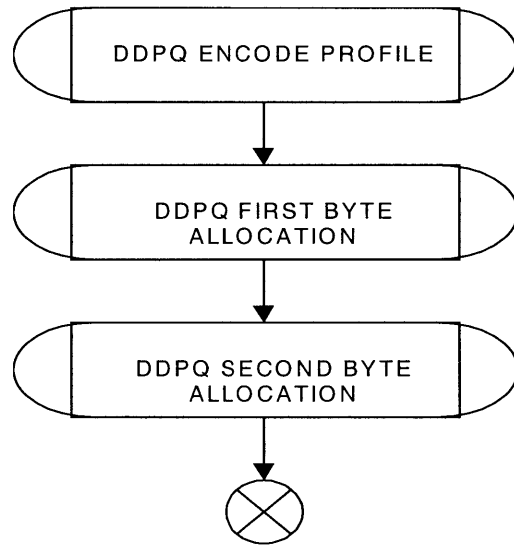 DDPQ ENCODE PROFILE
DDPQ FIRST BYTE
ALLOCATION
DDPQ SECOND BYTE
ALLOCATION